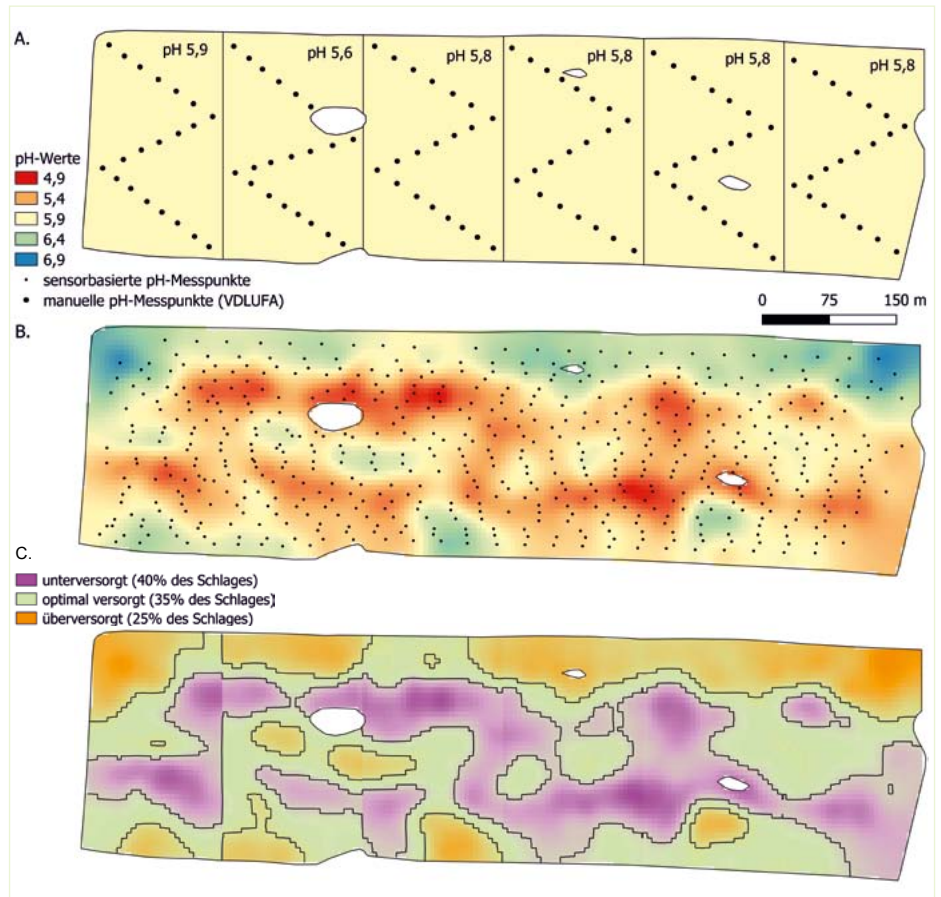 A.
pH 5,9
pH 5,6
pH 5,8
pH 5,8
pH 5,8
pH 5,8
pH-Werte
4,9
5,4
5,9
6,4
6,9
sensorbasierte pH-Messpunkte
manuelle pH-Messpunkte (VDLUFA)
0 75 150 m
B.
C.
unterversorgt (40% des Schlages)
optimal versorgt (35% des Schlages)
überversorgt (25% des Schlages)